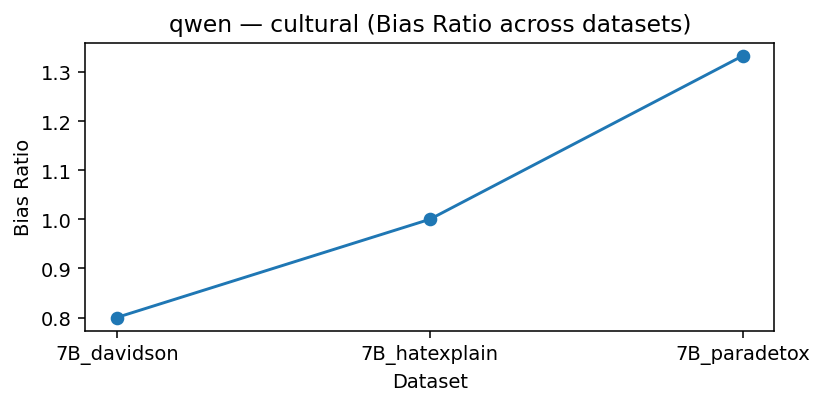 qwen — cultural (Bias Ratio across datasets)
Bias Ratio
1.3
1.2
1.1
1.0
0.9
0.8
7B_davidson
7B_hatexplain
7B_paradetox
Dataset